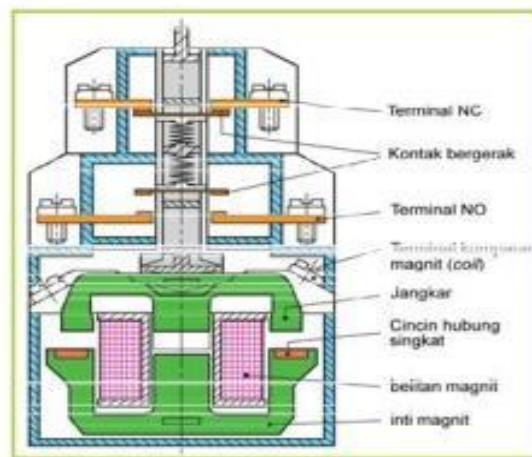 Terminal NC
Kontak bergerak
Terminal NO
magnit (coil)
Jangkar
Cincin hubung
singkat
belitan magnit
inti magnit